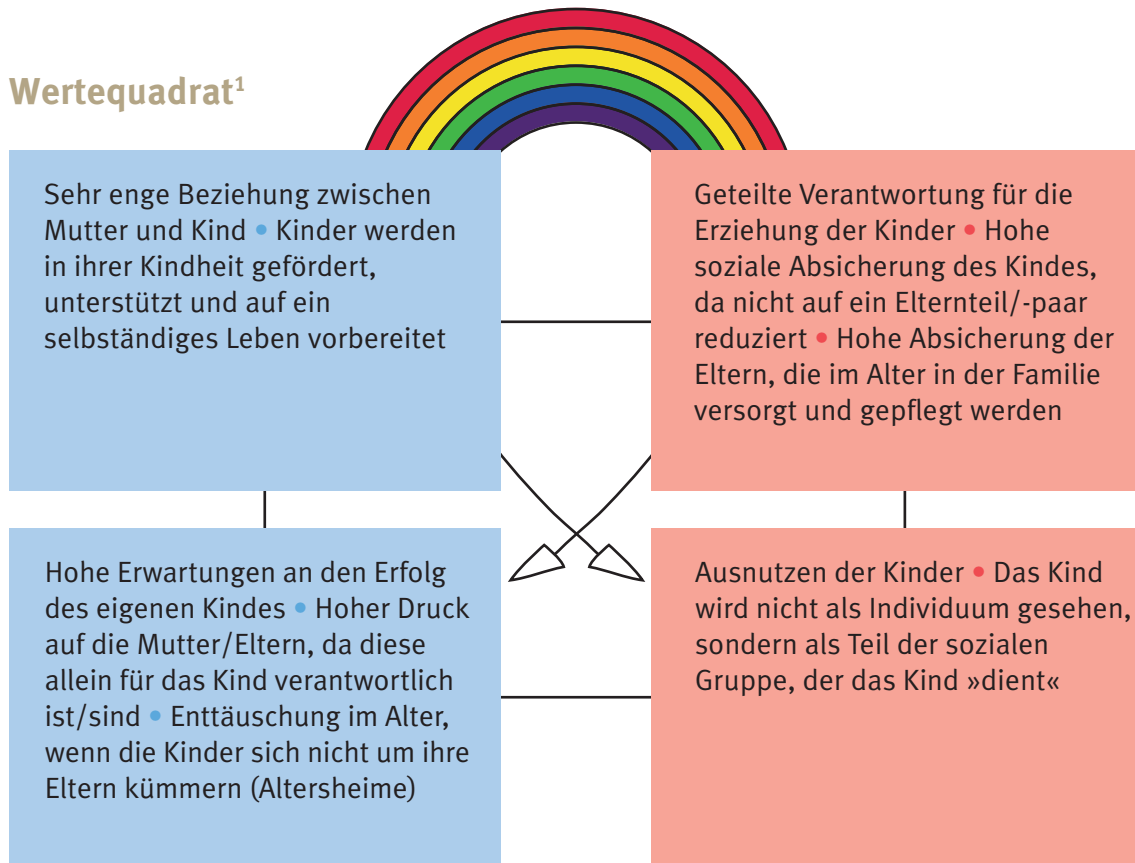 Wertequadrat¹
Sehr enge Beziehung zwischen
Mutter und Kind • Kinder werden
in ihrer Kindheit gefördert,
unterstützt und auf ein
selbständiges Leben vorbereitet
Geteilte Verantwortung für die
Erziehung der Kinder • Hohe
soziale Absicherung des Kindes,
da nicht auf ein Elternteil/-paar
reduziert • Hohe Absicherung der
Eltern, die im Alter in der Familie
versorgt und gepflegt werden
Hohe Erwartungen an den Erfolg
des eigenen Kindes • Hoher Druck
auf die Mutter/Eltern, da diese
allein für das Kind verantwortlich
ist/sind • Enttäuschung im Alter,
wenn die Kinder sich nicht um ihre
Eltern kümmern (Altersheime)
Ausnutzen der Kinder • Das Kind
wird nicht als Individuum gesehen,
sondern als Teil der sozialen
Gruppe, der das Kind »dient«